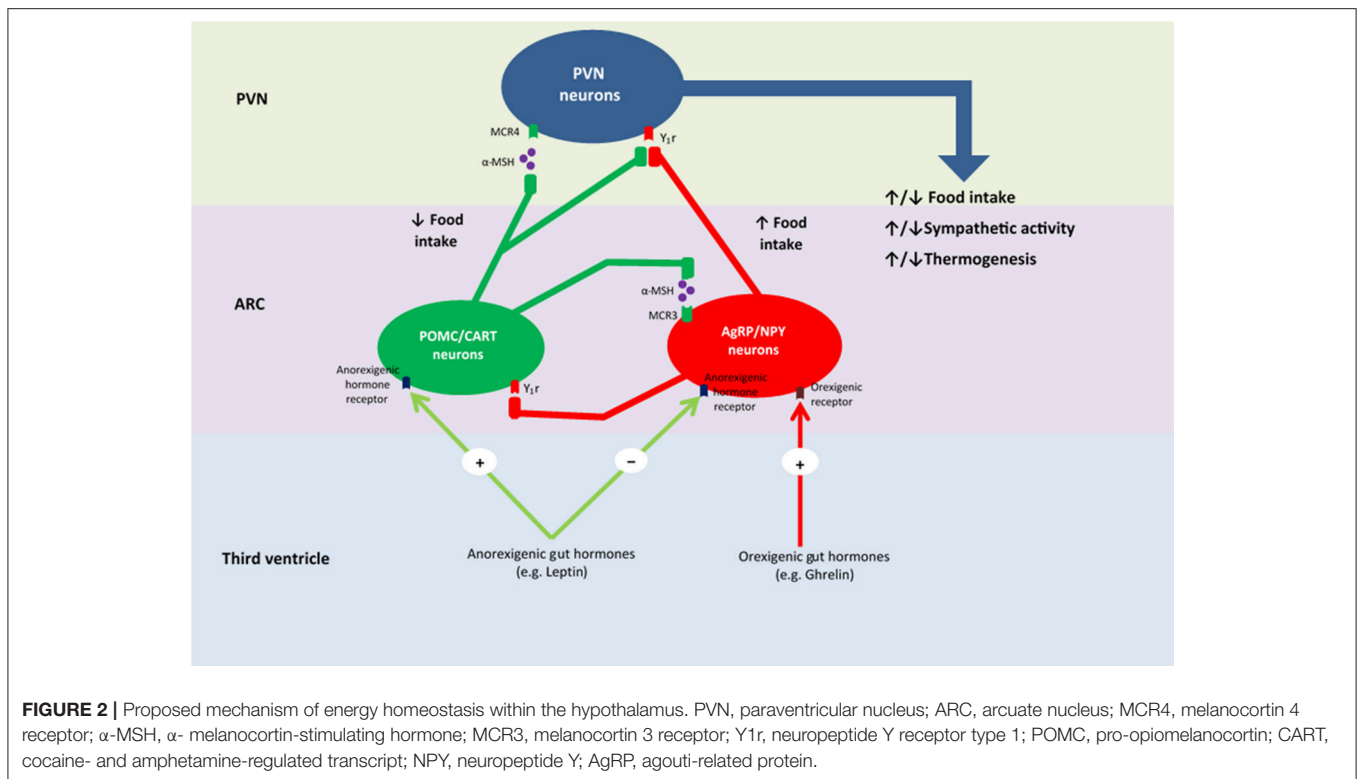 PVN
neurons
PVN
MCR4
Y₁r
α-MSH
↑/↓ Food intake
↑/↓Sympathetic activity
↑/↓Thermogenesis
↓ Food
intake
↑ Food
intake
α-MSH
MCR3
ARC
POMC/CART
neurons
AgRP/NPY
neurons
Anorexigenic
hormone
receptor
Y₁r
Anorexigenic
hormone
receptor
Orexigenic
receptor
+
−
+
Third ventricle
Anorexigenic gut hormones
(e.g. Leptin)
Orexigenic gut hormones
(e.g. Ghrelin)
FIGURE 2 | Proposed mechanism of energy homeostasis within the hypothalamus. PVN, paraventricular nucleus; ARC, arcuate nucleus; MCR4, melanocortin 4
receptor; α-MSH, α- melanocortin-stimulating hormone; MCR3, melanocortin 3 receptor; Y1r, neuropeptide Y receptor type 1; POMC, pro-opiomelanocortin; CART,
cocaine- and amphetamine-regulated transcript; NPY, neuropeptide Y; AgRP, agouti-related protein.